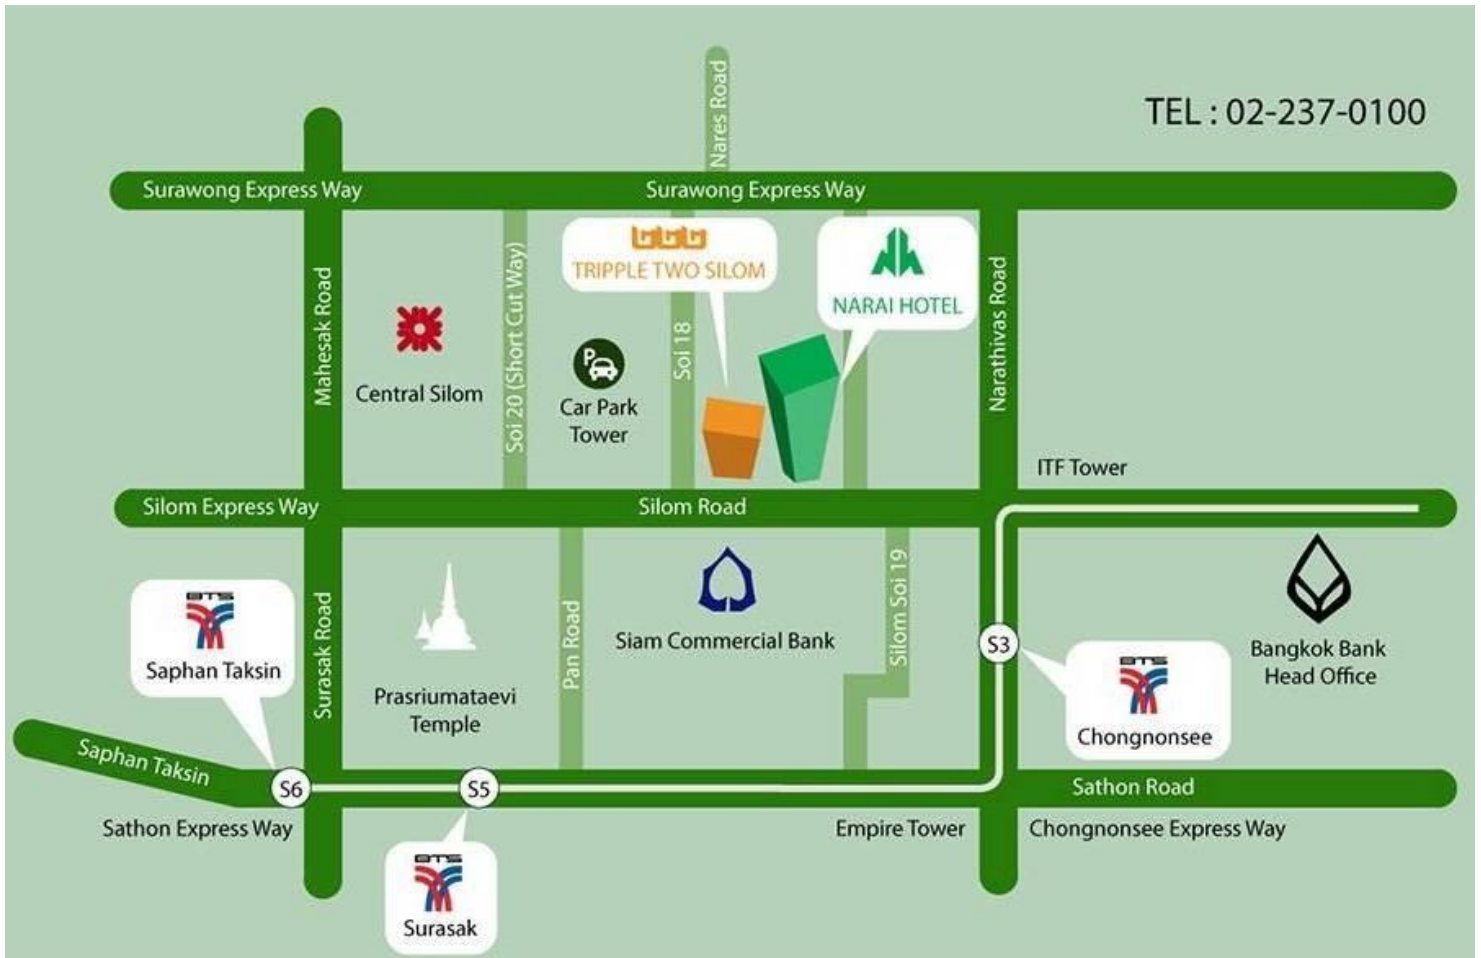 Nares Road
TEL : 02-237-0100
Surawong Express Way
Surawong Express Way
Mahesak Road
Soi 20 (Short Cut Way)
TRIPPLE TWO SILOM
NARAI HOTEL
Soi 18
Narathivas Road
Central Silom
P
Car Park
Tower
ITF Tower
Silom Express Way
Silom Road
BTS
Saphan Taksin
Surasak Road
Prasriumataevi
Temple
Pan Road
Siam Commercial Bank
Silom Soi 19
S3
BTS
Chongnonsee
Bangkok Bank
Head Office
Saphan Taksin
S6
S5
Sathon Road
Sathon Express Way
Empire Tower
Chongnonsee Express Way
BTS
Surasak